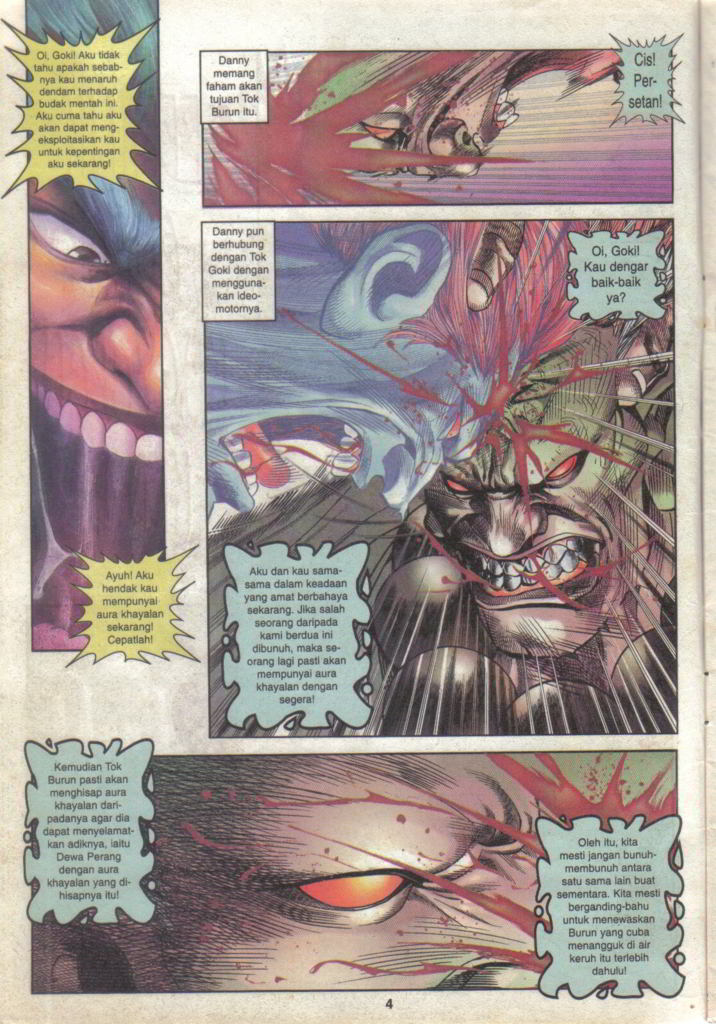 Oi, Goki! Aku tidak
tahu apakah sebab-
nya kau menaruh
dendam terhadap
budak mentah ini.
Aku cuma tahu aku
akan dapat meng-
eksploitasikan kau
untuk kepentingan
aku sekarang!
Ayuh! Aku
hendak kau
mempunyai
aura khayalan
sekarang!
Cepatlah!
Danny
memang
faham akan
tujuan Tok
Burun itu.
Cis!
Per-
setan!
Danny pun
berhubung
dengan Tok
Goki dengan
mengguna-
kan ideo-
motornya.
Oi, Goki!
Kau dengar
baik-baik
ya?
Aku dan kau sama-
sama dalam keadaan
yang amat berbahaya
sekarang. Jika salah
seorang daripada
kami berdua ini
dibunuh, maka se-
orang lagi pasti akan
mempunyai aura
khayalan dengan
segera!
Kemudian Tok
Burun pasti akan
menghisap aura
khayalan dari-
padanya agar dia
dapat menyelamat-
kan adiknya, iaitu
Dewa Perang
dengan aura
khayalan yang di-
hisapnya itu!
Oleh itu, kita
mesti jangan bunuh-
membunuh antara
satu sama lain buat
sementara. Kita mesti
berganding-bahu
untuk menewaskan
Burun yang cuba
menangguk di air
keruh itu terlebih
dahulu!
4